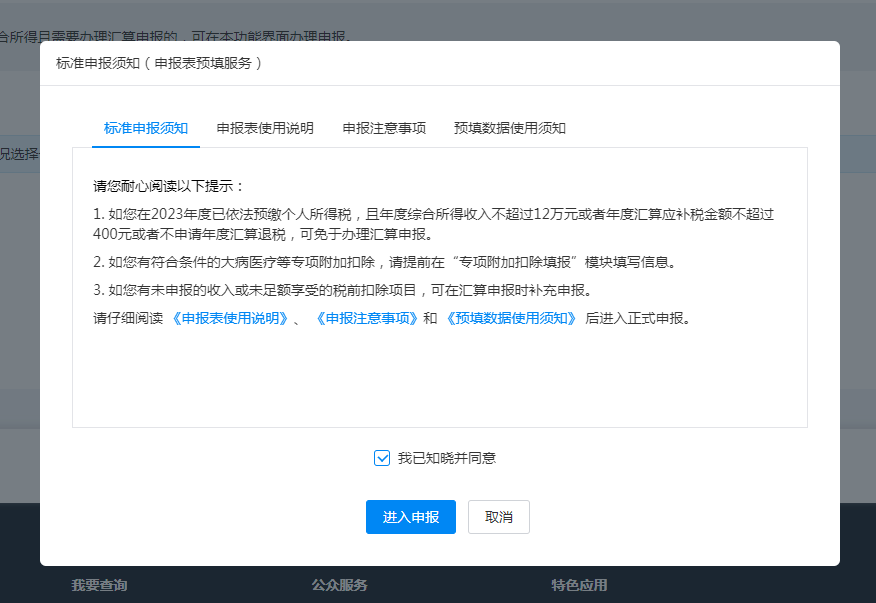 合所得且需要办理汇算申报的，可在本功能界面办理申报。
标准申报须知（申报表预填服务）
标准申报须知 申报表使用说明 申报注意事项 预填数据使用须知
况选择
请您耐心阅读以下提示：
1. 如您在2023年度已依法预缴个人所得税，且年度综合所得收入不超过12万元或者年度汇算应补税金额不超过
400元或者不申请年度汇算退税，可免于办理汇算申报。
2. 如您有符合条件的大病医疗等专项附加扣除，请提前在“专项附加扣除填报”模块填写信息。
3. 如您有未申报的收入或未足额享受的税前扣除项目，可在汇算申报时补充申报。
请仔细阅读《申报表使用说明》、《申报注意事项》和《预填数据使用须知》后进入正式申报。
我已知晓并同意
进入申报 取消
我要查询 公众服务 特色应用